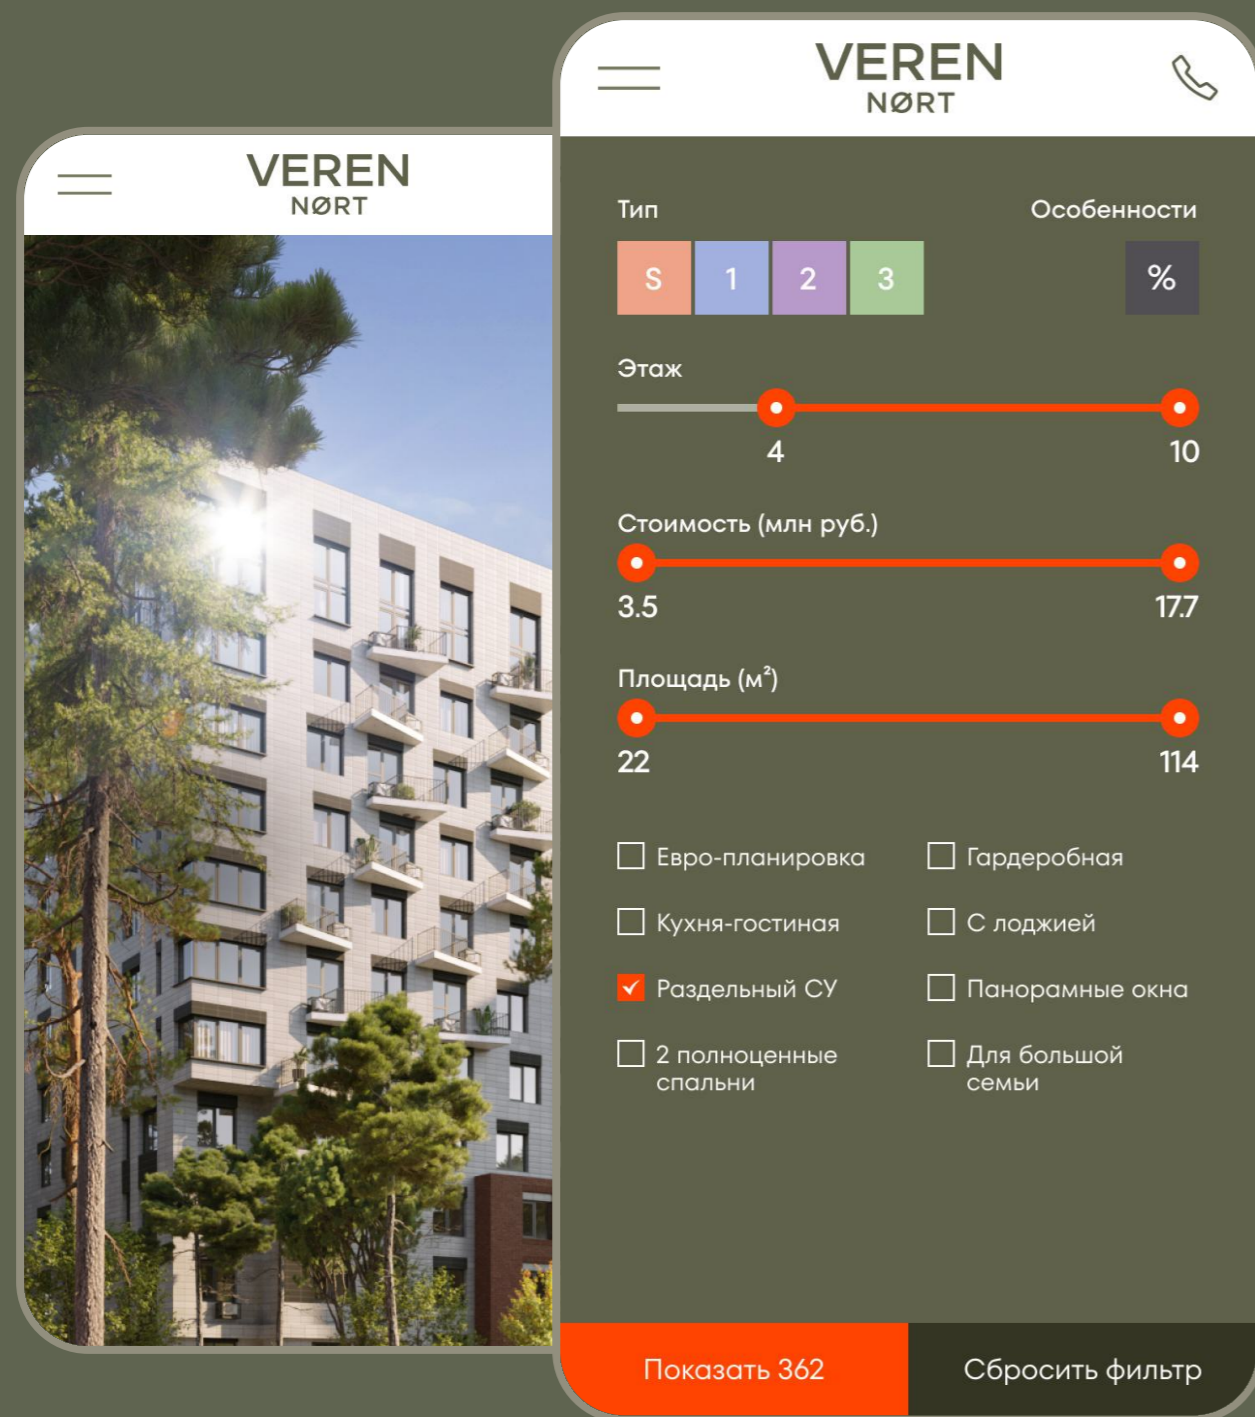 VEREN
NØRT
VEREN
NØRT
Тип
Особенности
S 1 2 3
%
Этаж
4
10
Стоимость (млн руб.)
3.5
17.7
Площадь (м²)
22
114
Евро-планировка
Гардеробная
Кухня-гостиная
С лоджией
Раздельный СУ
Панорамные окна
2 полноценные
спальни
Для большой
семьи
Показать 362
Сбросить фильтр